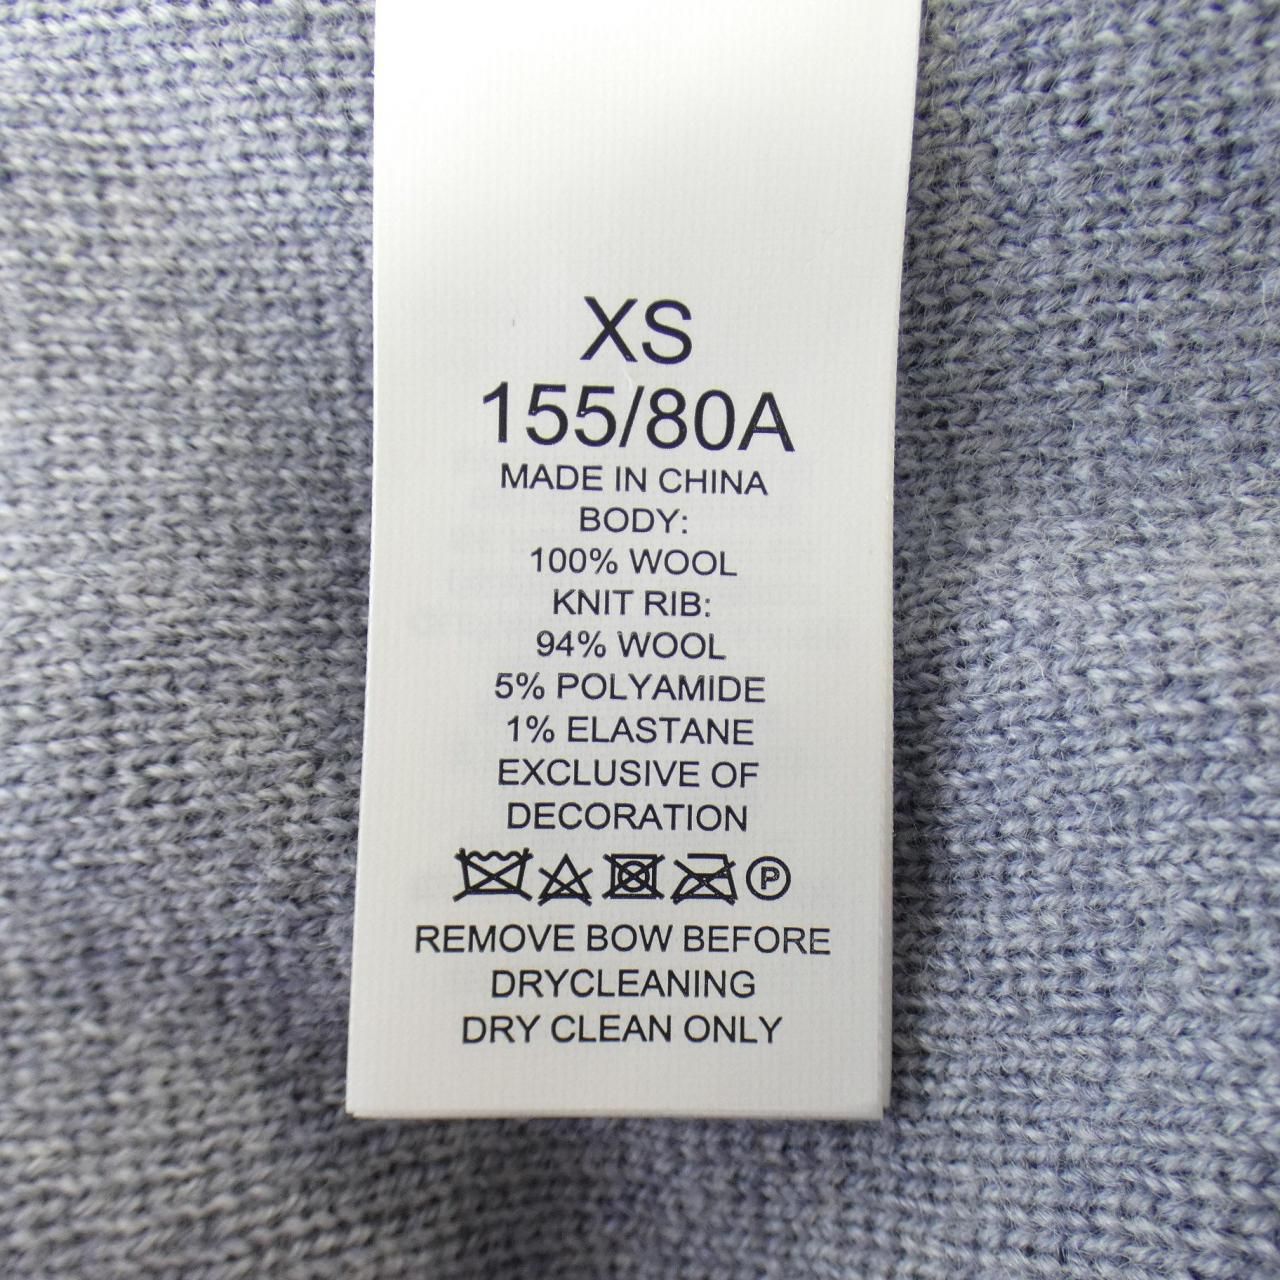 XS
155/80A
MADE IN CHINA
BODY:
100% WOOL
KNIT RIB:
94% WOOL
5% POLYAMIDE
1% ELASTANE
EXCLUSIVE OF
DECORATION
P
REMOVE BOW BEFORE
DRYCLEANING
DRY CLEAN ONLY